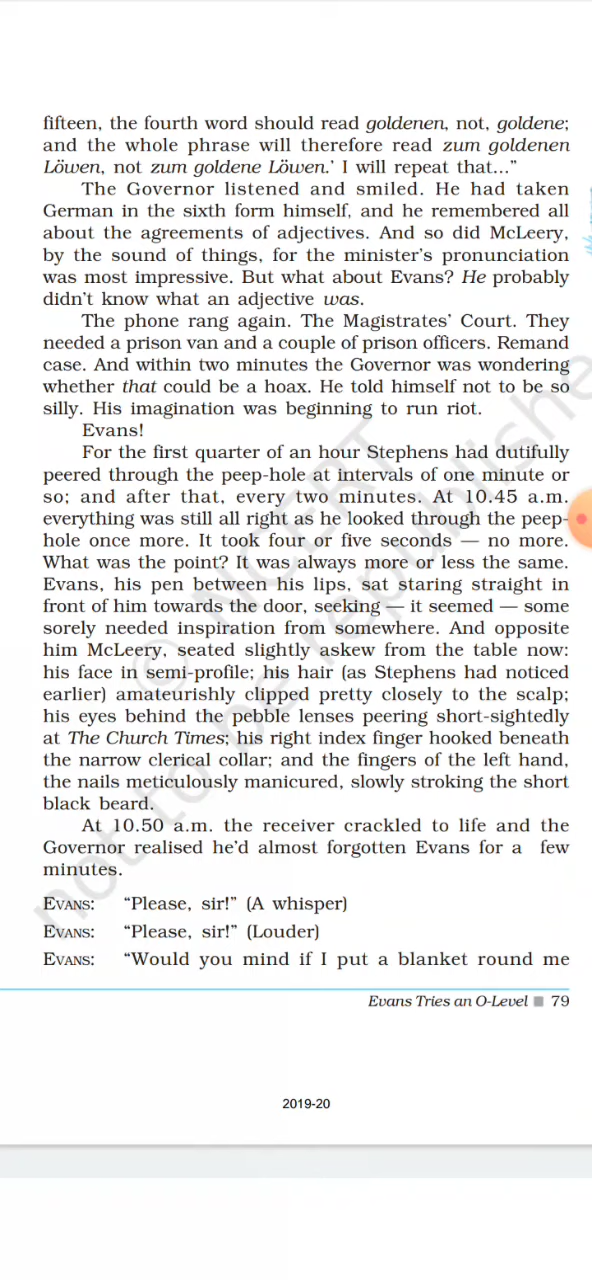 fifteen, the fourth word should read goldenen, not, goldene;
and the whole phrase will therefore read zum goldenen
Löwen, not zum goldene Löwen.' I will repeat that..."
The Governor listened and smiled. He had taken
German in the sixth form himself, and he remembered all
about the agreements of adjectives. And so did McLeery,
by the sound of things, for the minister's pronunciation
was most impressive. But what about Evans? He probably
didn't know what an adjective was.
The phone rang again. The Magistrates' Court. They
needed a prison van and a couple of prison officers. Remand
case. And within two minutes the Governor was wondering
whether that could be a hoax. He told himself not to be so
silly. His imagination was beginning to run riot.
Evans!
For the first quarter of an hour Stephens had dutifully
peered through the peep-hole at intervals of one minute or
so; and after that, every two minutes. At 10.45 a.m.
everything was still all right as he looked through the peep-
hole once more. It took four or five seconds — no more.
What was the point? It was always more or less the same.
Evans, his pen between his lips, sat staring straight in
front of him towards the door, seeking — it seemed — some
sorely needed inspiration from somewhere. And opposite
him McLeery, seated slightly askew from the table now:
his face in semi-profile; his hair (as Stephens had noticed
earlier) amateurishly clipped pretty closely to the scalp;
his eyes behind the pebble lenses peering short-sightedly
at The Church Times; his right index finger hooked beneath
the narrow clerical collar; and the fingers of the left hand,
the nails meticulously manicured, slowly stroking the short
black beard.
At 10.50 a.m. the receiver crackled to life and the
Governor realised he'd almost forgotten Evans for a few
minutes.
EVANS: "Please, sir!" (A whisper)
EVANS: "Please, sir!" (Louder)
EVANS: "Would you mind if I put a blanket round me
Evans Tries an O-Level ■ 79
2019-20
© NCERT
not to be republishe